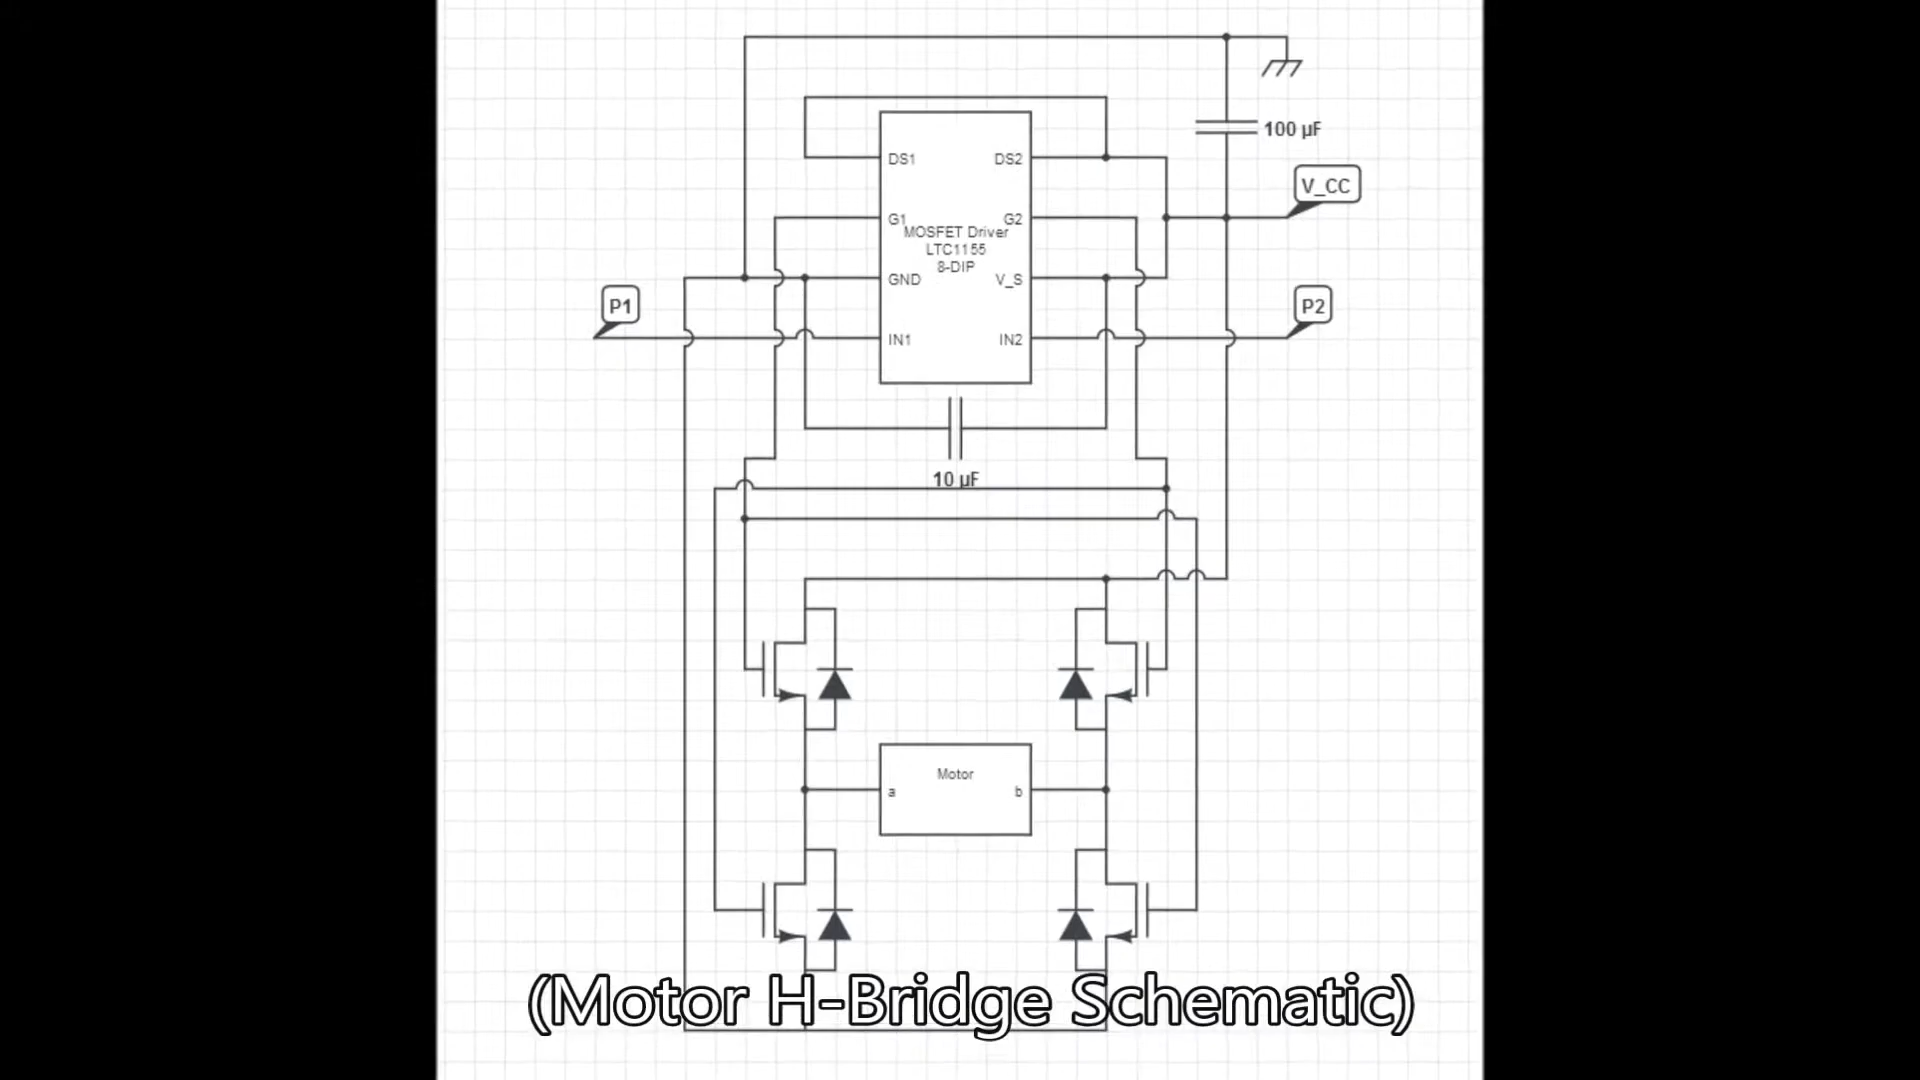 100 µF
V_CC
DS1
DS2
G1
G2
MOSFET Driver
LTC1155
8-DIP
GND
V_S
P1
P2
IN1
IN2
10 µF
Motor
a
b
(Motor H-Bridge Schematic)